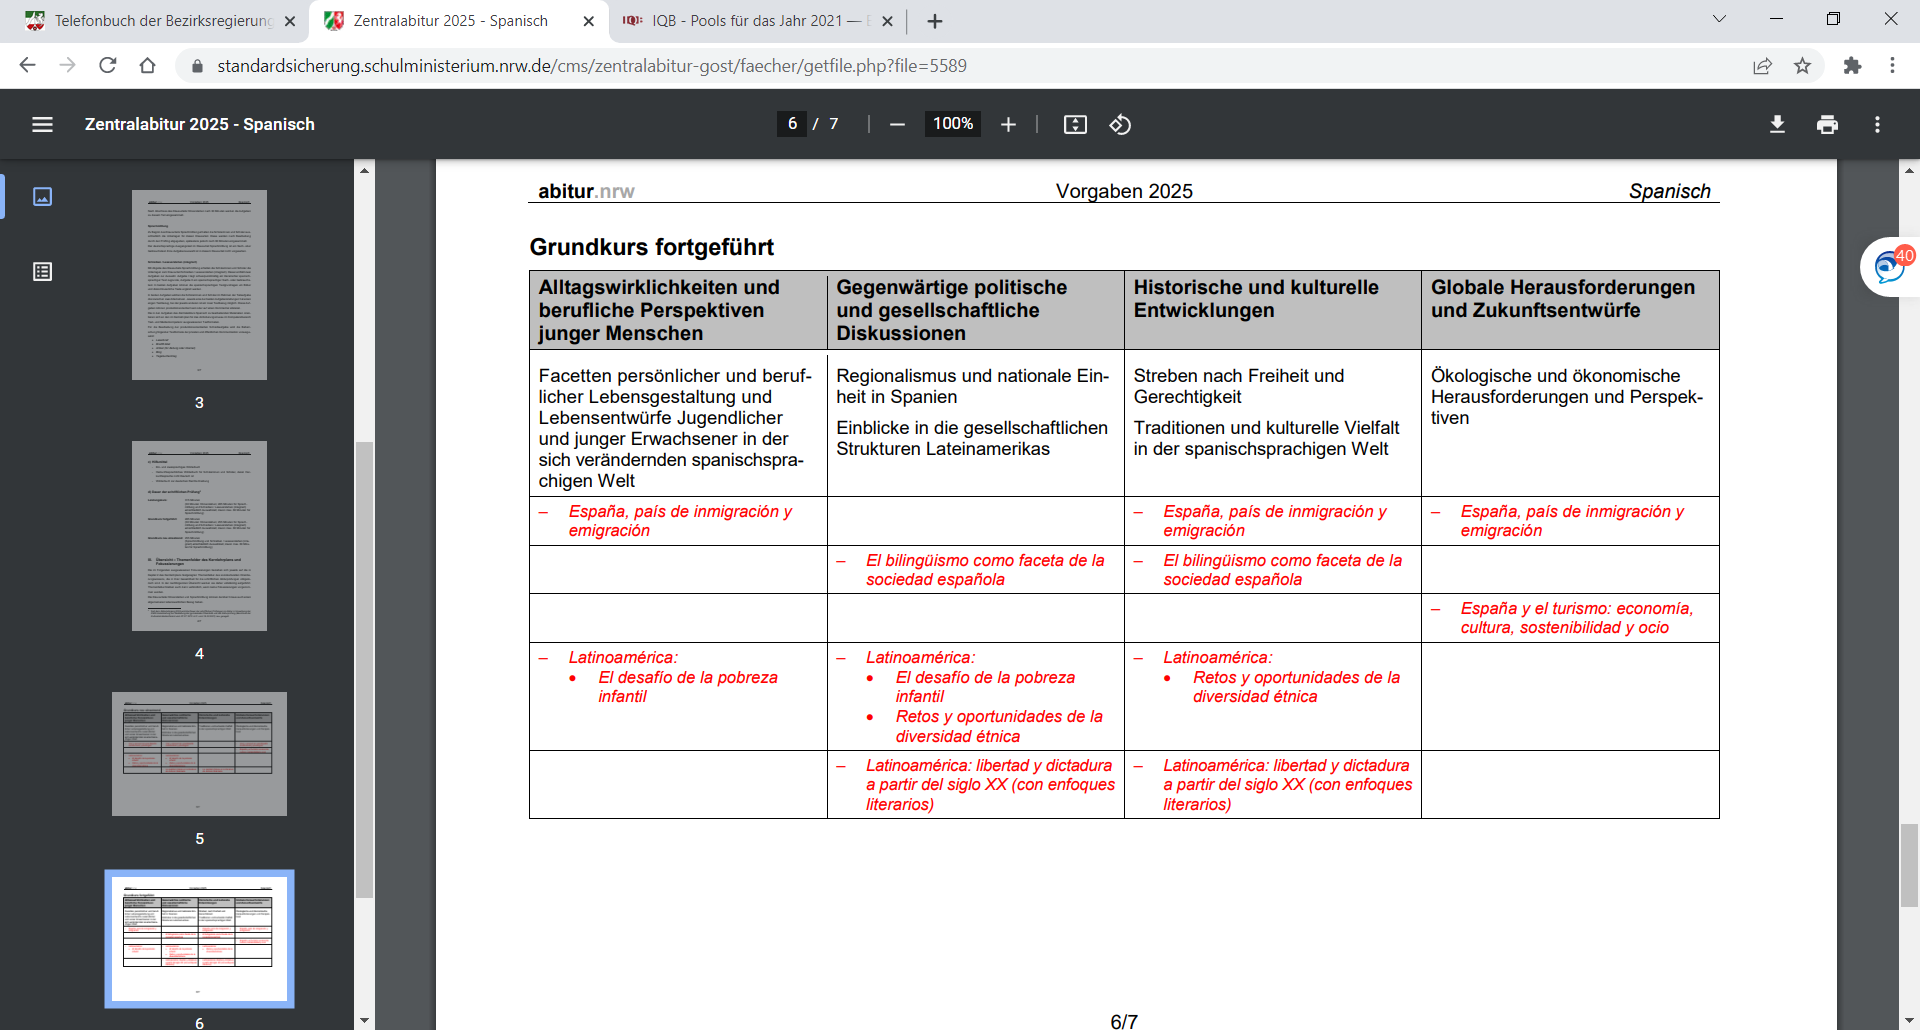 Telefonbuch der Bezirksregierung
Zentralabitur 2025 - Spanisch
IQB - Pools für das Jahr 2021 —
standardsicherung.schulministerium.nrw.de/cms/zentralabitur-gost/faecher/getfile.php?file=5589
Zentralabitur 2025 - Spanisch
6 / 7
100%
3
4
5
6
40
abitur.nrw Vorgaben 2025 Spanisch
Grundkurs fortgeführt
Alltagswirklichkeiten und
berufliche Perspektiven
junger Menschen
Gegenwärtige politische
und gesellschaftliche
Diskussionen
Historische und kulturelle
Entwicklungen
Globale Herausforderungen
und Zukunftsentwürfe
Facetten persönlicher und beruf-
licher Lebensgestaltung und
Lebensentwürfe Jugendlicher
und junger Erwachsener in der
sich verändernden spanischspra-
chigen Welt
Regionalismus und nationale Ein-
heit in Spanien
Einblicke in die gesellschaftlichen
Strukturen Lateinamerikas
Streben nach Freiheit und
Gerechtigkeit
Traditionen und kulturelle Vielfalt
in der spanischsprachigen Welt
Ökologische und ökonomische
Herausforderungen und Perspek-
tiven
– España, país de inmigración y
emigración
– España, país de inmigración y
emigración
– España, país de inmigración y
emigración
– El bilingüismo como faceta de la
sociedad española
– El bilingüismo como faceta de la
sociedad española
– España y el turismo: economía,
cultura, sostenibilidad y ocio
– Latinoamérica:
• El desafío de la pobreza
infantil
– Latinoamérica:
• El desafío de la pobreza
infantil
• Retos y oportunidades de la
diversidad étnica
– Latinoamérica:
• Retos y oportunidades de la
diversidad étnica
– Latinoamérica: libertad y dictadura
a partir del siglo XX (con enfoques
literarios)
– Latinoamérica: libertad y dictadura
a partir del siglo XX (con enfoques
literarios)
6/7